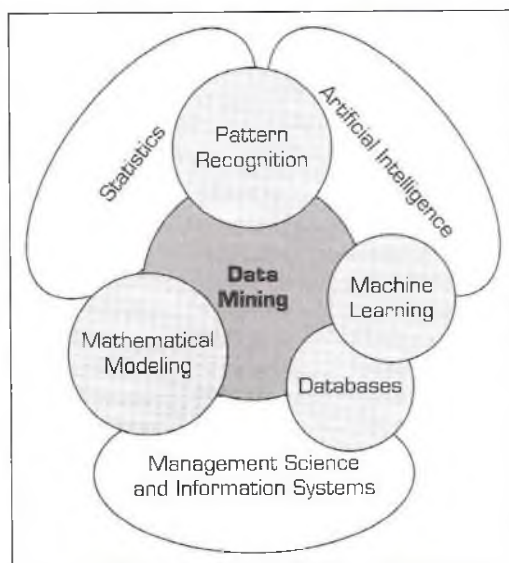 Statistics
Artificial Intelligence
Pattern
Recognition
Data
Mining
Machine
Learning
Mathematical
Modeling
Databases
Management Science
and Information Systems